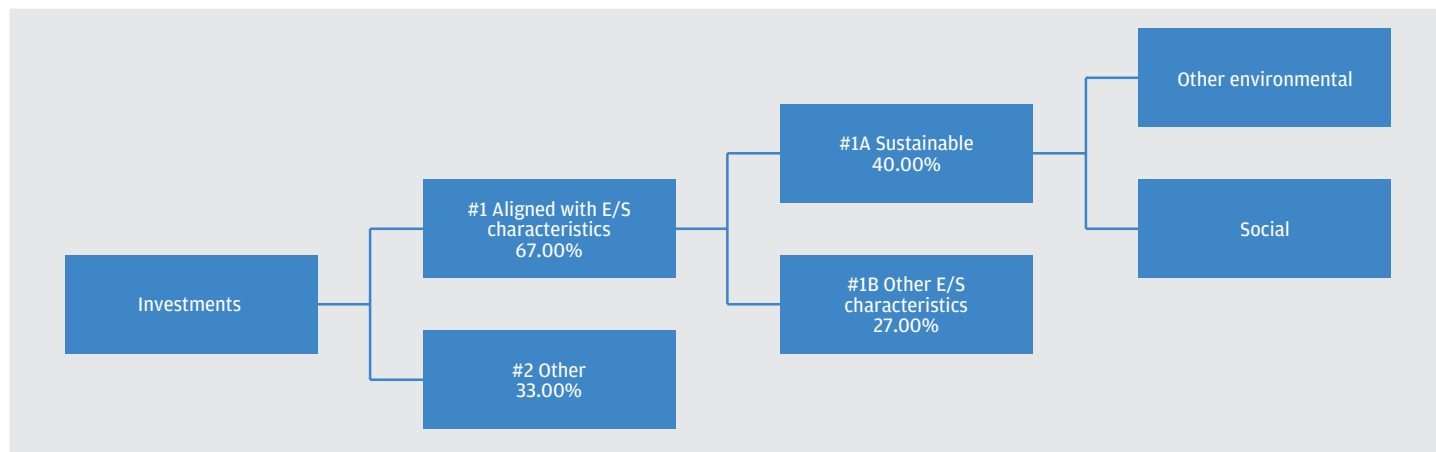 Investments
#1 Aligned with E/S
characteristics
67.00%
#2 Other
33.00%
#1A Sustainable
40.00%
#1B Other E/S
characteristics
27.00%
Other environmental
Social